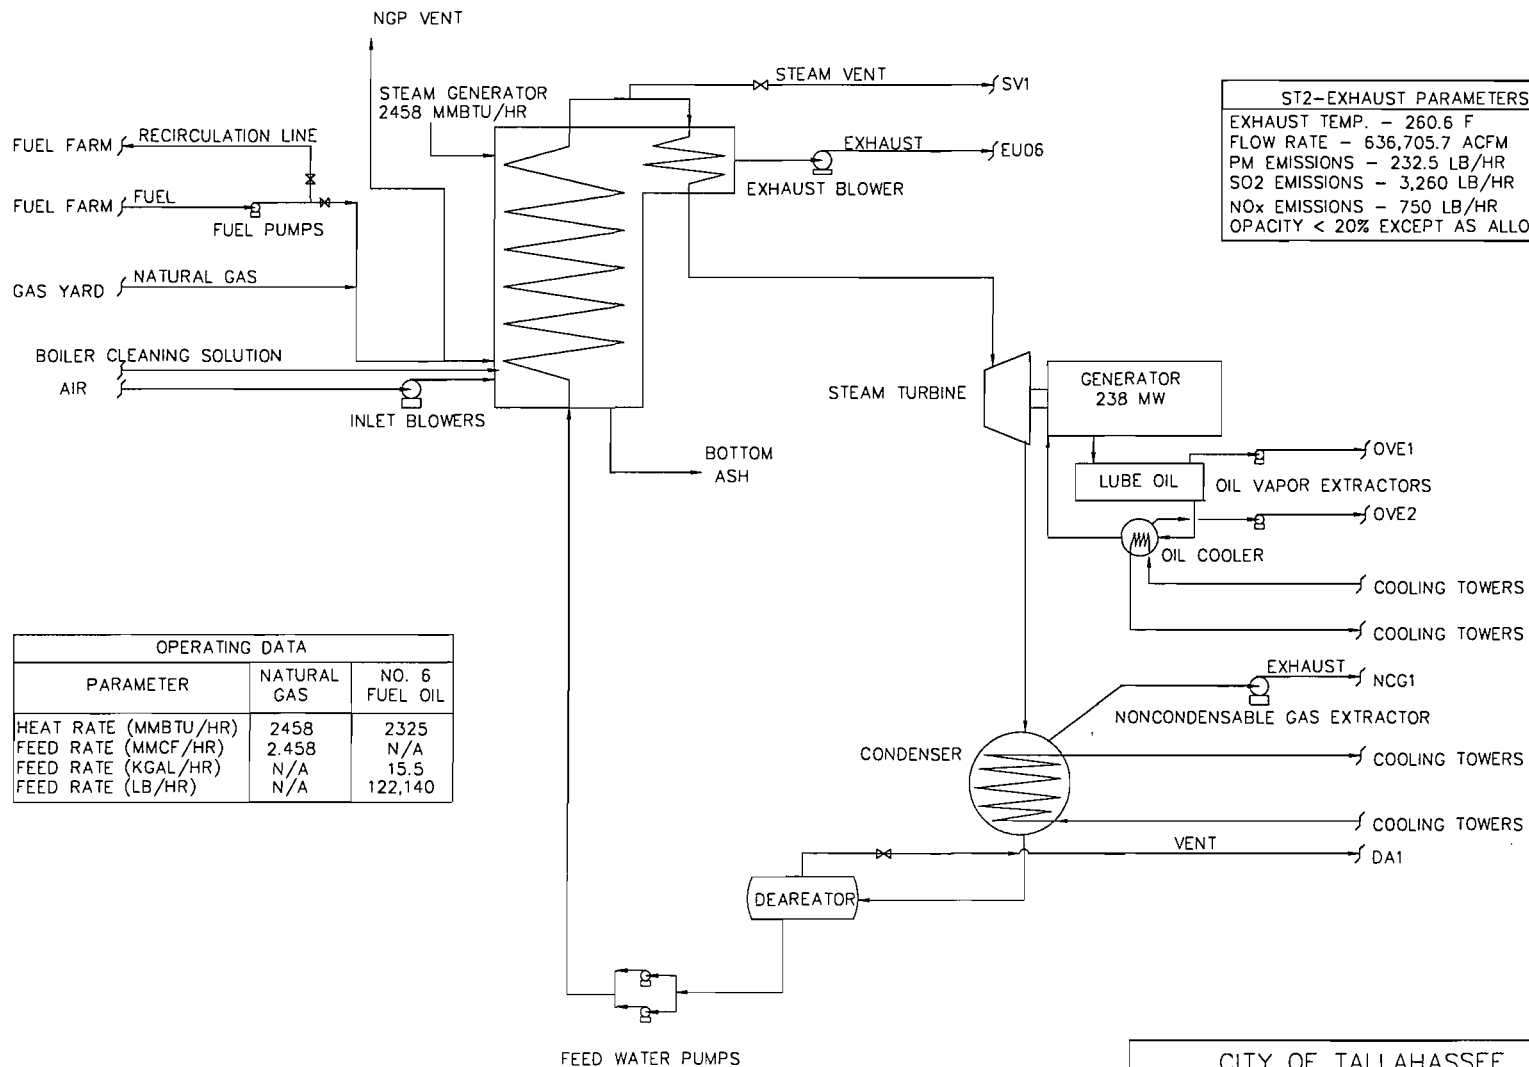 NGP VENT
STEAM GENERATOR
2458 MMBTU/HR
STEAM VENT
SV1
FUEL FARM
RECIRCULATION LINE
FUEL FARM
FUEL
FUEL PUMPS
EXHAUST
EU06
EXHAUST BLOWER
ST2-EXHAUST PARAMETERS
EXHAUST TEMP. - 260.6 F
FLOW RATE - 636,705.7 ACFM
PM EMISSIONS - 232.5 LB/HR
SO2 EMISSIONS - 3,260 LB/HR
NOx EMISSIONS - 750 LB/HR
OPACITY < 20% EXCEPT AS ALLO
GAS YARD
NATURAL GAS
BOILER CLEANING SOLUTION
AIR
INLET BLOWERS
BOTTOM
ASH
STEAM TURBINE
GENERATOR
238 MW
LUBE OIL
OVE1
OIL VAPOR EXTRACTORS
OVE2
OIL COOLER
COOLING TOWERS
COOLING TOWERS
EXHAUST
NCG1
NONCONDENSABLE GAS EXTRACTOR
CONDENSER
COOLING TOWERS
COOLING TOWERS
VENT
DA1
DEAREATOR
FEED WATER PUMPS
OPERATING DATA
PARAMETER NATURAL GAS NO. 6 FUEL OIL
HEAT RATE (MMBTU/HR) 2458 2325
FEED RATE (MMCF/HR) 2.458 N/A
FEED RATE (KGAL/HR) N/A 15.5
FEED RATE (LB/HR) N/A 122,140
CITY OF TALLAHASSEE